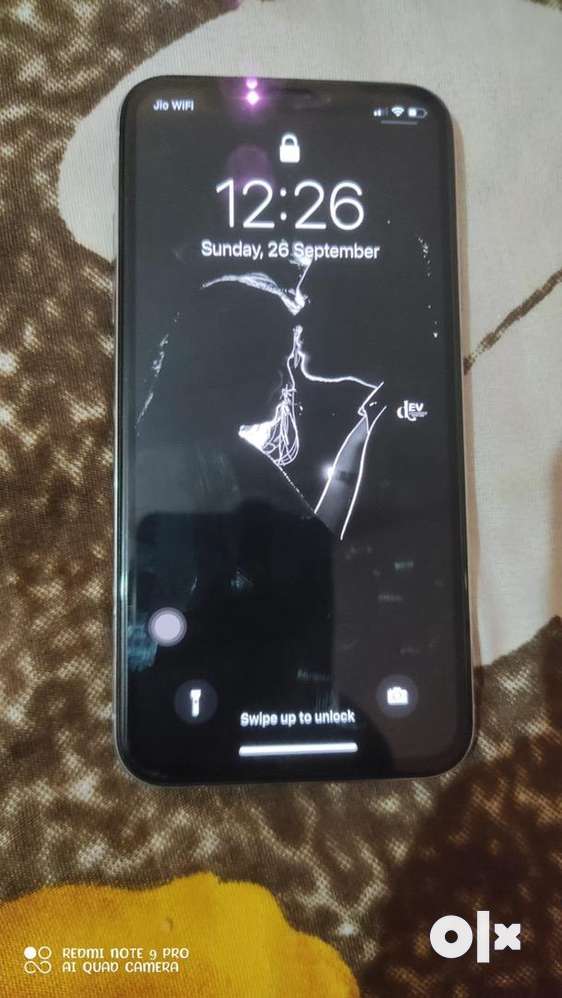 Jio WiFi
12:26
Sunday, 26 September
dEV
Swipe up to unlock
REDMI NOTE 9 PRO
AI QUAD CAMERA
olx